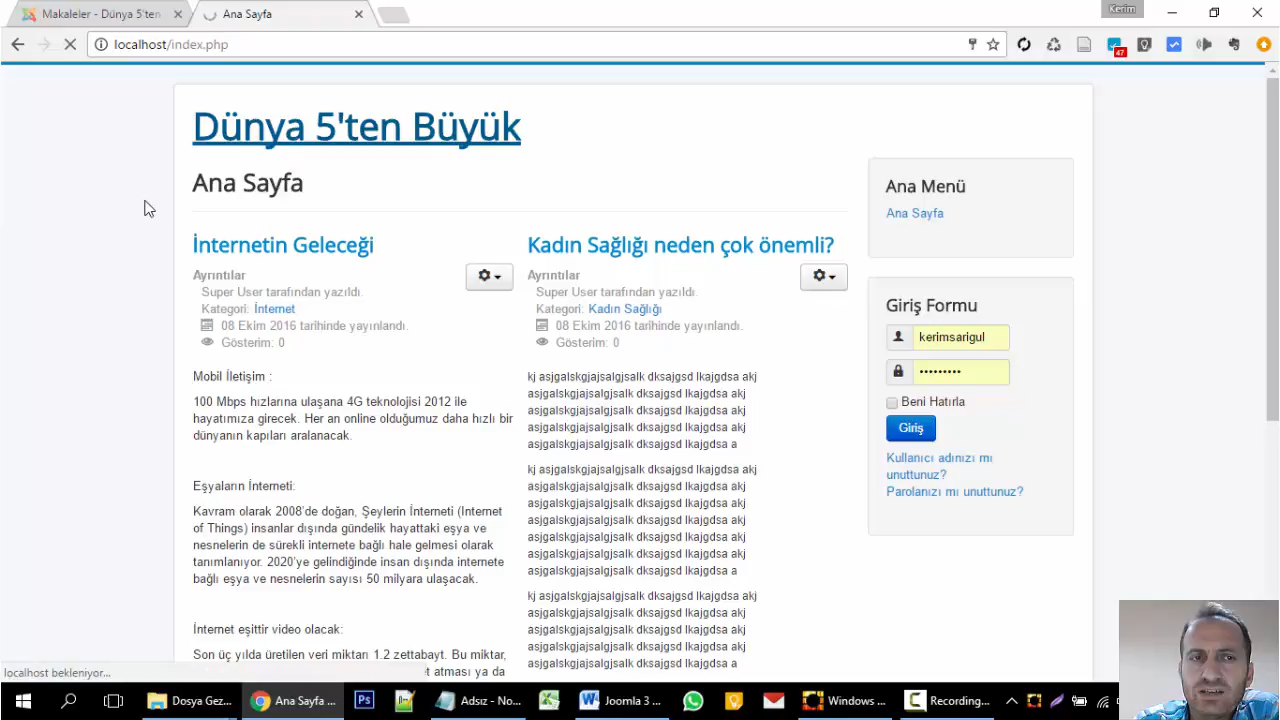 Makaleler - Dünya 5'ten
Ana Sayfa
Kerim
localhost/index.php
47
Dünya 5'ten Büyük
Ana Sayfa
İnternetin Geleceği
Ayrıntılar
Super User tarafından yazıldı.
Kategori: İnternet
08 Ekim 2016 tarihinde yayınlandı.
Gösterim: 0
Mobil İletişim :
100 Mbps hızlarına ulaşana 4G teknolojisi 2012 ile
hayatımıza girecek. Her an online olduğumuz daha hızlı bir
dünyanın kapıları aralanacak.
Eşyaların İnterneti:
Kavram olarak 2008'de doğan, Şeylerin İnterneti (Internet
of Things) insanlar dışında gündelik hayattaki eşya ve
nesnelerin de sürekli internete bağlı hale gelmesi olarak
tanımlanıyor. 2020'ye gelindiğinde insan dışında internete
bağlı eşya ve nesnelerin sayısı 50 milyara ulaşacak.
İnternet eşittir video olacak:
Son üç yılda üretilen veri miktarı 1.2 zettabayt. Bu miktar,
et atması ya da
Kadın Sağlığı neden çok önemli?
Ayrıntılar
Super User tarafından yazıldı.
Kategori: Kadın Sağlığı
08 Ekim 2016 tarihinde yayınlandı.
Gösterim: 0
kj asjgalskgjajsalgjsalk dksajgsd lkajgdsa akj
asjgalskgjajsalgjsalk dksajgsd lkajgdsa akj
asjgalskgjajsalgjsalk dksajgsd lkajgdsa akj
asjgalskgjajsalgjsalk dksajgsd lkajgdsa akj
asjgalskgjajsalgjsalk dksajgsd lkajgdsa a
kj asjgalskgjajsalgjsalk dksajgsd lkajgdsa akj
asjgalskgjajsalgjsalk dksajgsd lkajgdsa akj
asjgalskgjajsalgjsalk dksajgsd lkajgdsa akj
asjgalskgjajsalgjsalk dksajgsd lkajgdsa akj
asjgalskgjajsalgjsalk dksajgsd lkajgdsa akj
asjgalskgjajsalgjsalk dksajgsd lkajgdsa akj
asjgalskgjajsalgjsalk dksajgsd lkajgdsa a
kj asjgalskgjajsalgjsalk dksajgsd lkajgdsa akj
asjgalskgjajsalgjsalk dksajgsd lkajgdsa akj
asjgalskgjajsalgjsalk dksajgsd lkajgdsa akj
asjgalskgjajsalgjsalk dksajgsd lkajgdsa akj
asjgalskgjajsalgjsalk dksajgsd lkajgdsa a
Ana Menü
Ana Sayfa
Giriş Formu
kerimsarigul
•••••••••
Beni Hatırla
Giriş
Kullanıcı adınızı mı
unuttunuz?
Parolanızı mı unuttunuz?
localhost bekleniyor...
Dosya Gez...
Ana Sayfa ...
Ps
Adsız - No...
Joomla 3 ...
Windows ...
Recording...